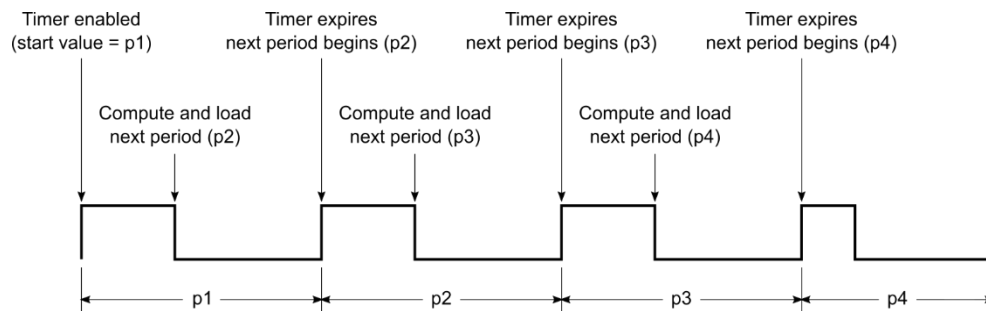 Timer enabled
(start value = p1)
Timer expires
next period begins (p2)
Timer expires
next period begins (p3)
Timer expires
next period begins (p4)
Compute and load
next period (p2)
Compute and load
next period (p3)
Compute and load
next period (p4)
p1
p2
p3
p4